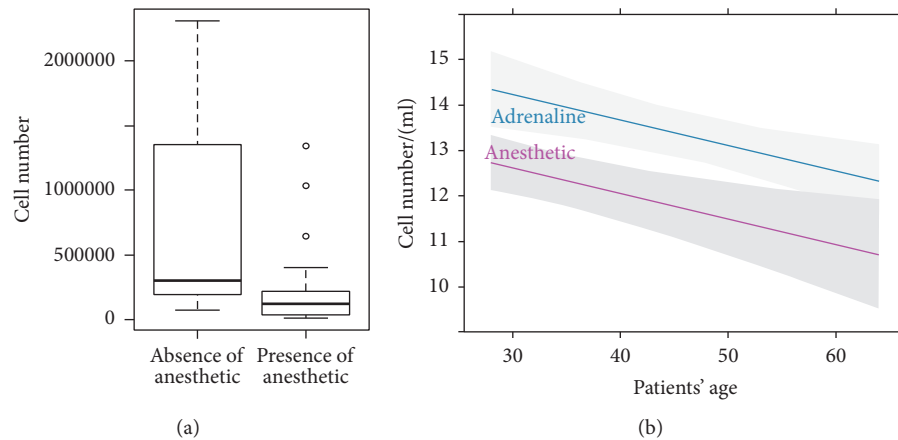 Cell number
2000000
1000000
500000
0
Absence of
anesthetic
Presence of
anesthetic
(a)
Cell number/(ml)
15
14
13
12
11
10
Adrenaline
Anesthetic
30
40
50
60
Patients' age
(b)